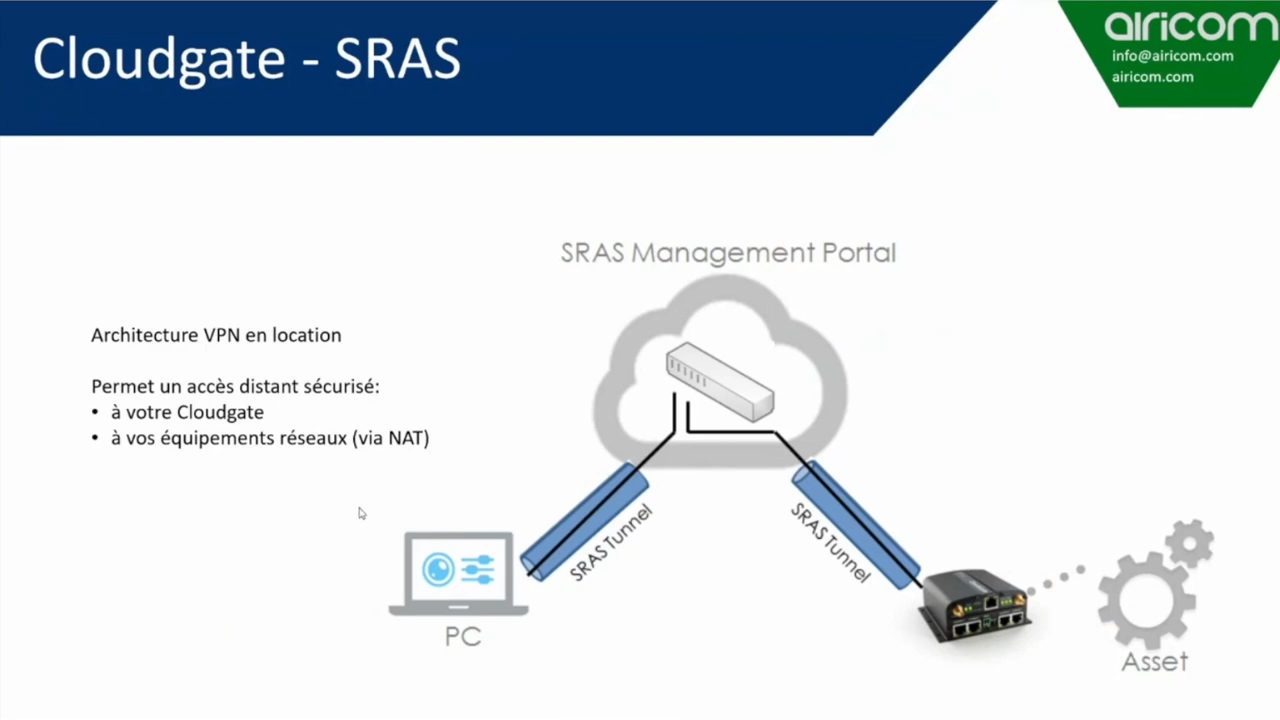 Cloudgate - SRAS
airicom
info@airicom.com
airicom.com
SRAS Management Portal
Architecture VPN en location
Permet un accès distant sécurisé:
• à votre Cloudgate
• à vos équipements réseaux (via NAT)
SRAS Tunnel
SRAS Tunnel
PC
Asset